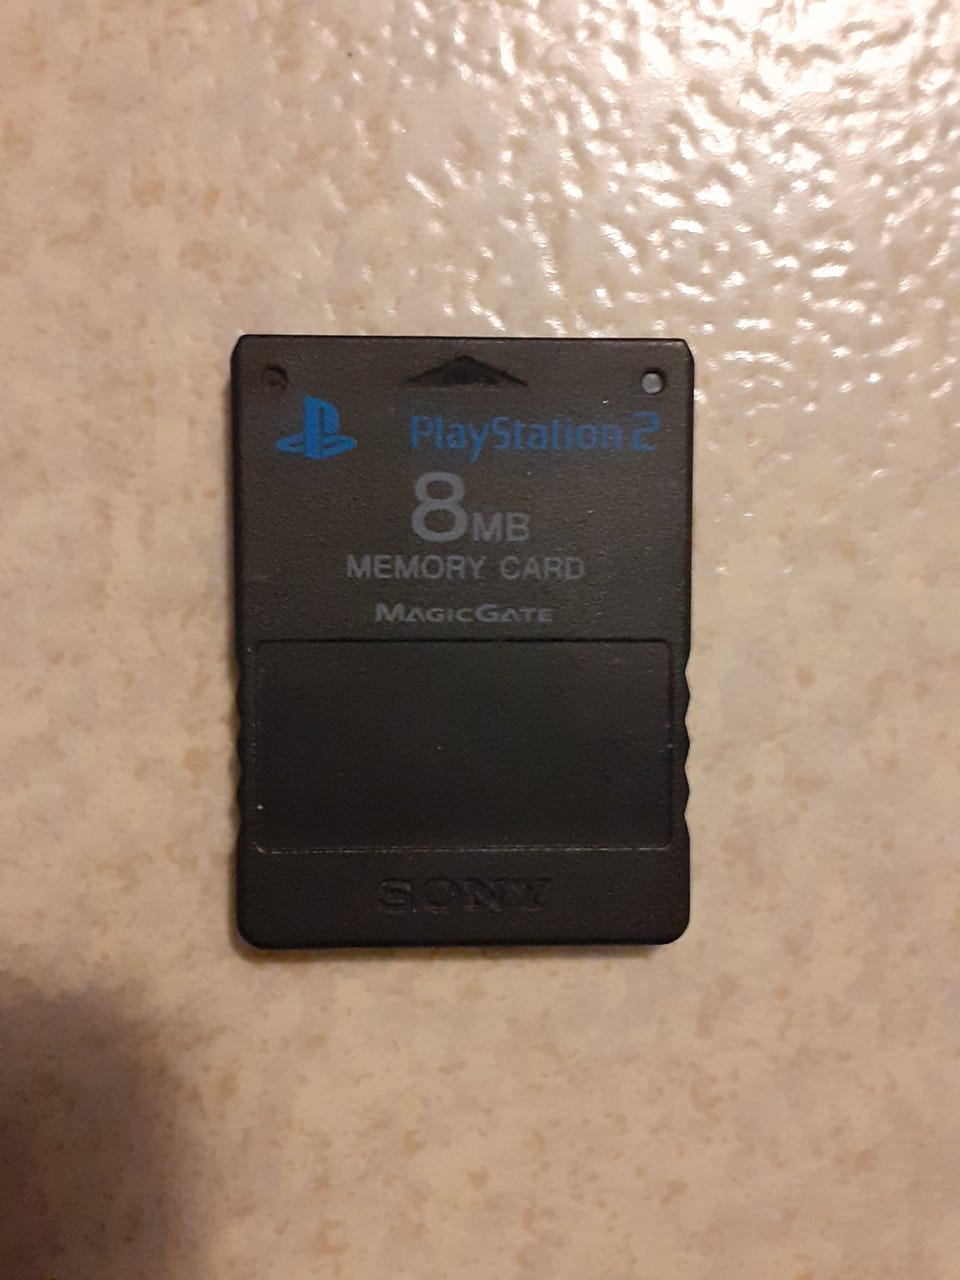 PlayStation 2
8MB
MEMORY CARD
MAGICGATE
SONY